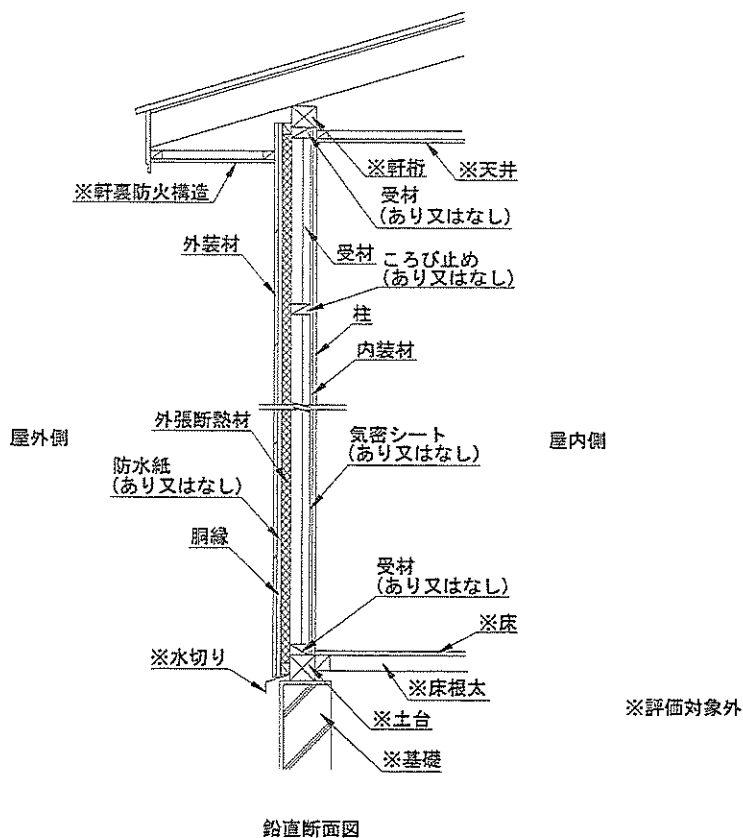 ※軒桁
※天井
※軒裏防火構造
受材
(あり又はなし)
外装材
受材
ころび止め
(あり又はなし)
柱
内装材
屋外側
外張断熱材
気密シート
(あり又はなし)
屋内側
防水紙
(あり又はなし)
胴縁
受材
(あり又はなし)
※床
※水切り
※床根太
※土台
※評価対象外
※基礎
鉛直断面図